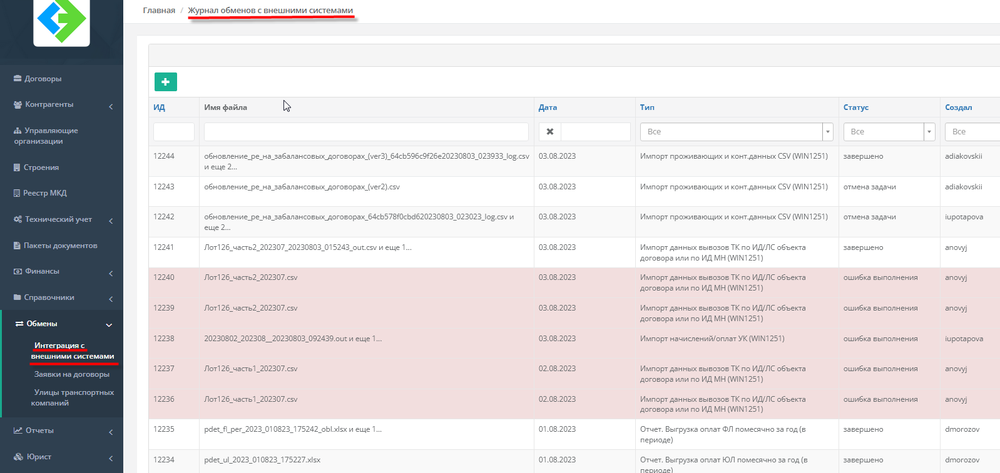 Главная / Журнал обменов с внешними системами
Договоры
Контрагенты
Управляющие
организации
Строения
Реестр МКД
Технический учет
Пакеты документов
Финансы
Справочники
Обмены
Интеграция с
внешними системами
Заявки на договоры
Улицы транспортных
компаний
Отчеты
Юрист
ИД Имя файла Дата Тип Статус Создал
Все Все Все
12244 обновление_ре_на_забалансовых_договорах_(ver3)_64cb596c9f26e20230803_023933_log.csv 03.08.2023 Импорт проживающих и конт.данных CSV (WIN1251) завершено adiakovskii
и еще 2...
12243 обновление_ре_на_забалансовых_договорах_(ver2).csv 03.08.2023 Импорт проживающих и конт.данных CSV (WIN1251) отмена задачи adiakovskii
12242 обновление_ре_на_забалансовых_договорах_64cb578f0cbd620230803_023023_log.csv и 03.08.2023 Импорт проживающих и конт.данных CSV (WIN1251) отмена задачи iupotapova
еще 2...
12241 Лот126_часть2_202307_20230803_015243_out.csv и еще 1... 03.08.2023 Импорт данных вывозов ТК по ИД/ЛС объекта завершено anovyj
договора или по ИД МН (WIN1251)
12240 Лот126_часть2_202307.csv 03.08.2023 Импорт данных вывозов ТК по ИД/ЛС объекта ошибка выполнения anovyj
договора или по ИД МН (WIN1251)
12239 Лот126_часть2_202307.csv 03.08.2023 Импорт данных вывозов ТК по ИД/ЛС объекта ошибка выполнения anovyj
договора или по ИД МН (WIN1251)
12238 20230802_202308__20230803_092439.out и еще 1... 03.08.2023 Импорт начислений/оплат УК (WIN1251) ошибка выполнения iupotapova
12237 Лот126_часть1_202307.csv 02.08.2023 Импорт данных вывозов ТК по ИД/ЛС объекта ошибка выполнения anovyj
договора или по ИД МН (WIN1251)
12236 Лот126_часть1_202307.csv 02.08.2023 Импорт данных вывозов ТК по ИД/ЛС объекта ошибка выполнения anovyj
договора или по ИД МН (WIN1251)
12235 pdet_fl_per_2023_010823_175242_obl.xlsx и еще 1... 01.08.2023 Отчет. Выгрузка оплат ФЛ помесячно за год (в завершено dmorozov
периоде)
12234 pdet_ul_2023_010823_175227.xlsx 01.08.2023 Отчет. Выгрузка оплат ЮЛ помесячно за год (в завершено dmorozov
периоде)